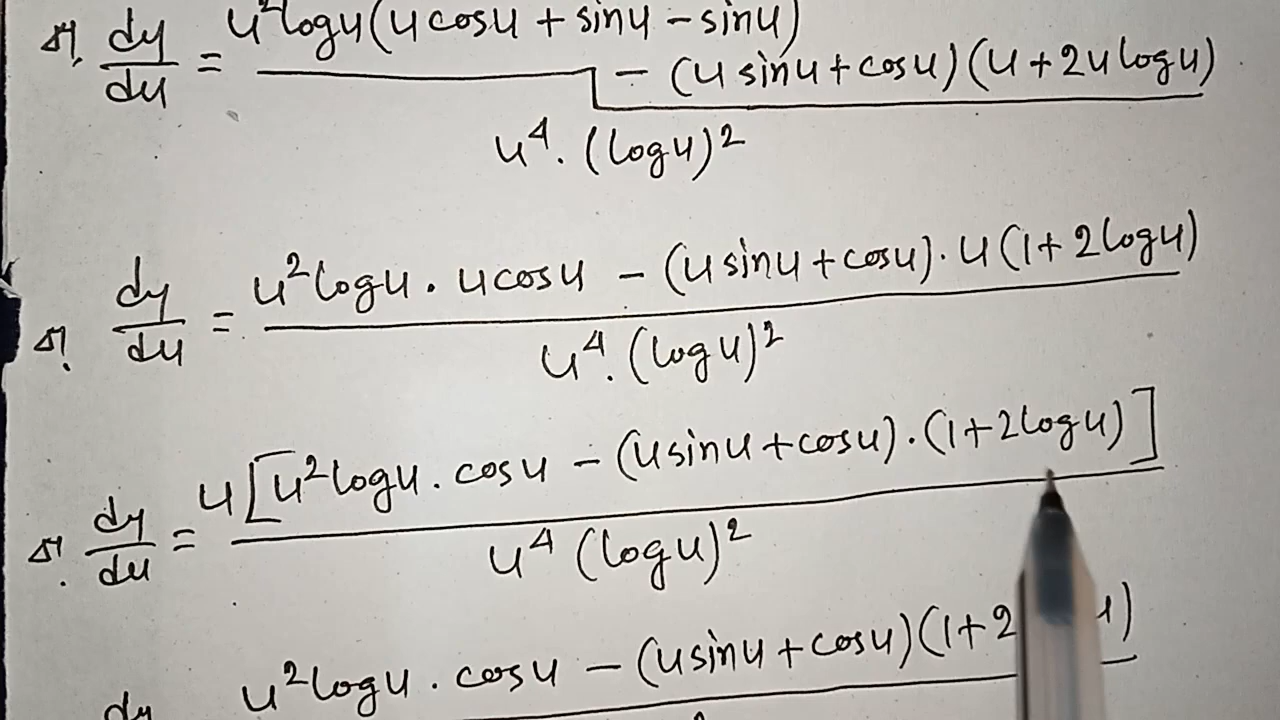 या, dy/du = u²logu(ucosu + sinu - sinu) - (usinu + cosu)(u + 2ulogu) / u⁴. (logu)²
या, dy/du = u²logu . ucosu - (usinu + cosu). u(1 + 2logu) / u⁴. (logu)²
या, dy/du = u[u²logu . cosu - (usinu + cosu).(1 + 2logu)] / u⁴ (logu)²
dy u²logu . cosu - (usinu + cosu)(1 + 2 u)